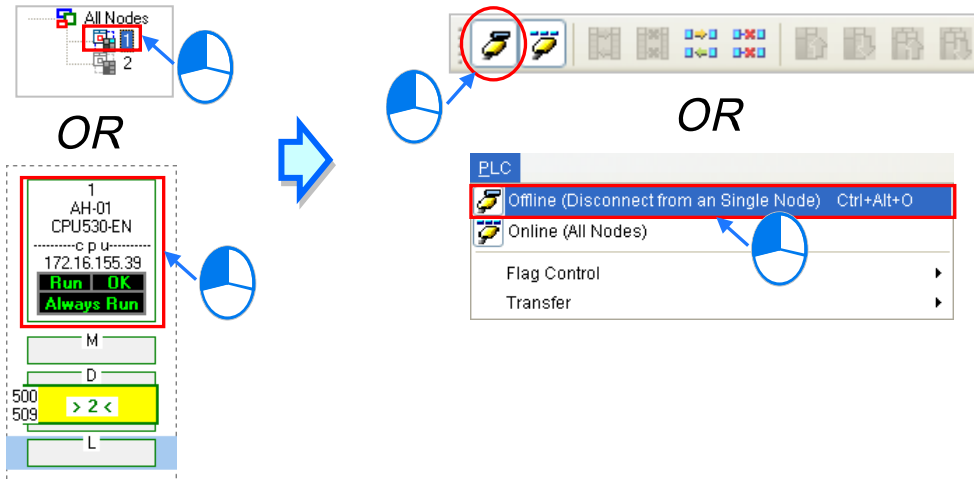 All Nodes
1
2
OR
1
AH-01
CPU530-EN
---------c p u---------
172.16.155.39
Run OK
Always Run
M
D
500
509
> 2 <
L
OR
PLC
Offline (Disconnect from an Single Node) Ctrl+Alt+O
Online (All Nodes)
Flag Control
Transfer